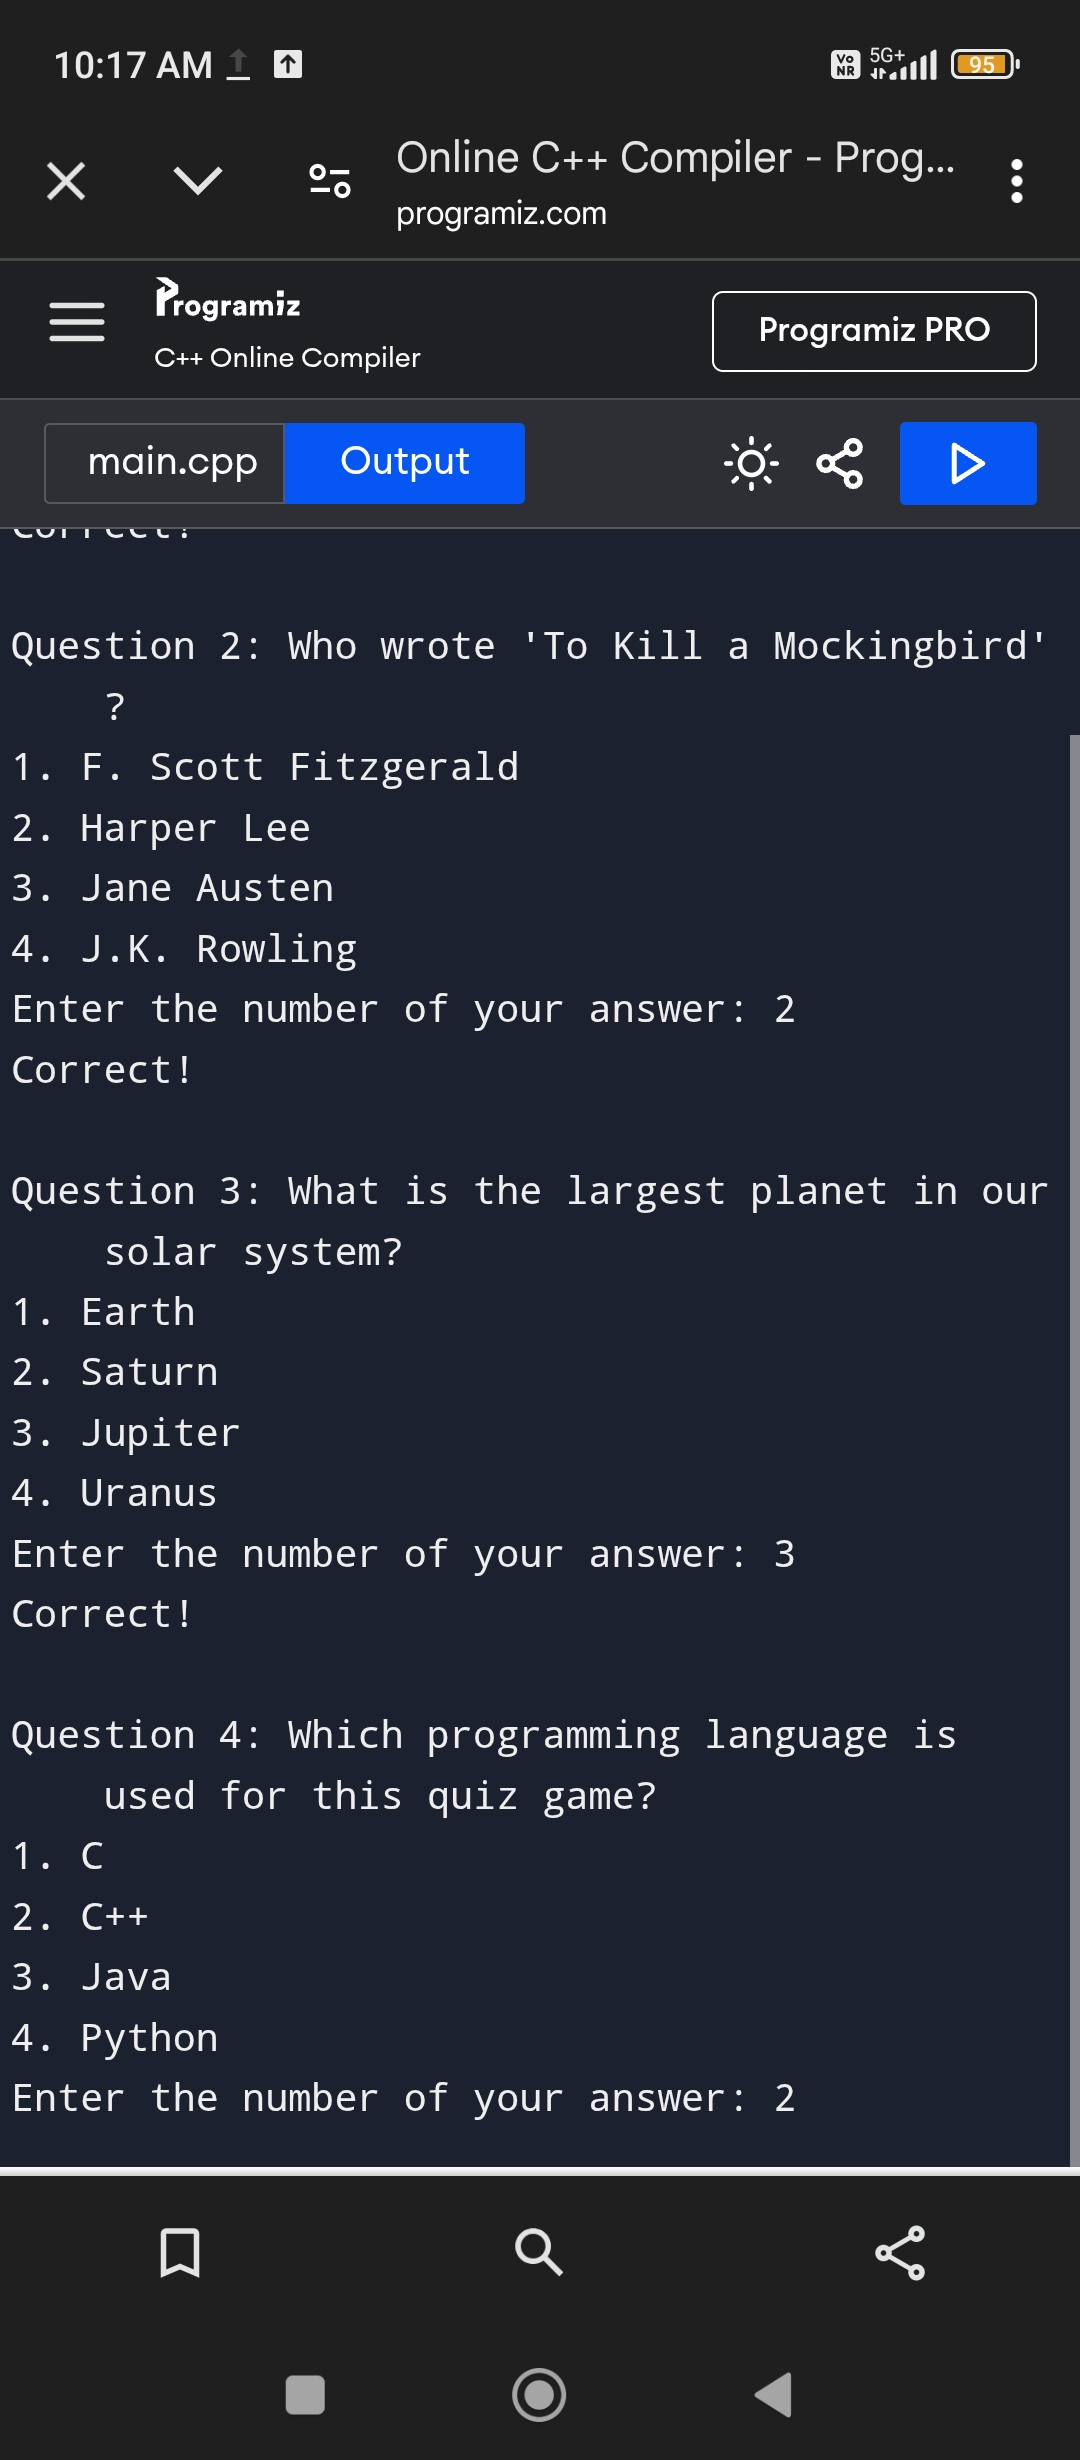 10:17 AM
Vo NR 5G+ 95
Online C++ Compiler - Prog...
programiz.com
Programiz
C++ Online Compiler
Programiz PRO
main.cpp Output
Correct!
Question 2: Who wrote 'To Kill a Mockingbird'
?
1. F. Scott Fitzgerald
2. Harper Lee
3. Jane Austen
4. J.K. Rowling
Enter the number of your answer: 2
Correct!
Question 3: What is the largest planet in our
solar system?
1. Earth
2. Saturn
3. Jupiter
4. Uranus
Enter the number of your answer: 3
Correct!
Question 4: Which programming language is
used for this quiz game?
1. C
2. C++
3. Java
4. Python
Enter the number of your answer: 2